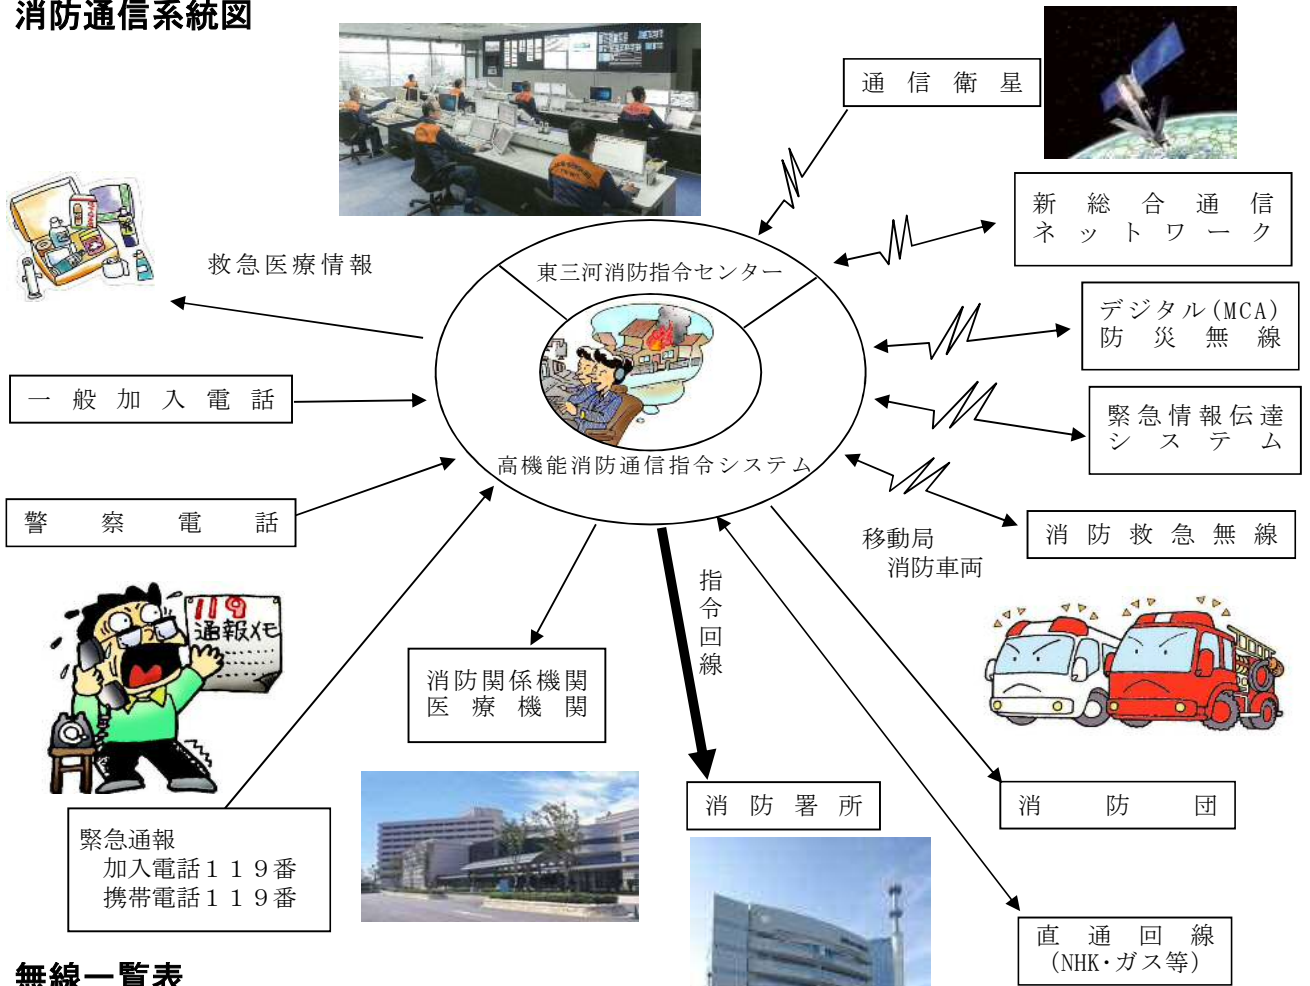 消防通信系統図
通信衛星
新総合通信
ネットワーク
救急医療情報
東三河消防指令センター
デジタル(MCA)
防災無線
一般加入電話
緊急情報伝達
システム
高機能消防通信指令システム
警察電話
消防救急無線
移動局
消防車両
指令回線
119
通報メモ
消防関係機関
医療機関
消防署所
消防団
緊急通報
加入電話119番
携帯電話119番
直通回線
(NHK・ガス等)
無線一覧表